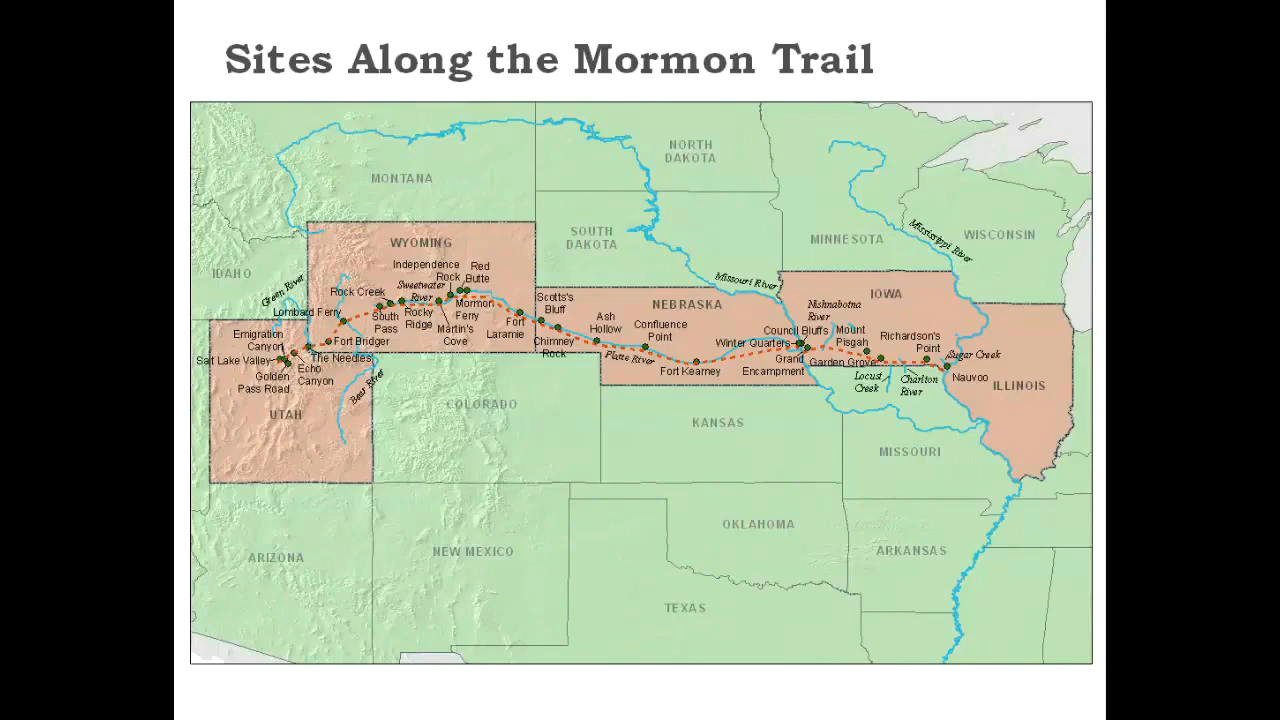 Sites Along the Mormon Trail
NORTH
DAKOTA
MONTANA
SOUTH
DAKOTA
MINNESOTA
WISCONSIN
Mississippi River
WYOMING
IDAHO
Green River
Independence
Rock
Red
Butte
Sweetwater
River
Rock Creek
Lombard Ferry
South
Pass
Rocky
Ridge
Mormon
Ferry
Martin's
Cove
Fort
Laramie
Scotts's
Bluff
Chimney
Rock
Ash
Hollow
NEBRASKA
Missouri River
Confluence
Point
Platte River
Fort Kearney
Winter Quarters
Council Bluffs
Grand
Encampment
IOWA
Nishnabotna
River
Mount
Pisgah
Garden Grove
Richardson's
Point
Sugar Creek
Locust
Creek
Chariton
River
Nauvoo
ILLINOIS
Emigration
Canyon
Salt Lake Valley
Golden
Pass Road
Fort Bridger
The Needles
Echo
Canyon
Bear River
UTAH
COLORADO
KANSAS
MISSOURI
ARIZONA
NEW MEXICO
OKLAHOMA
ARKANSAS
TEXAS